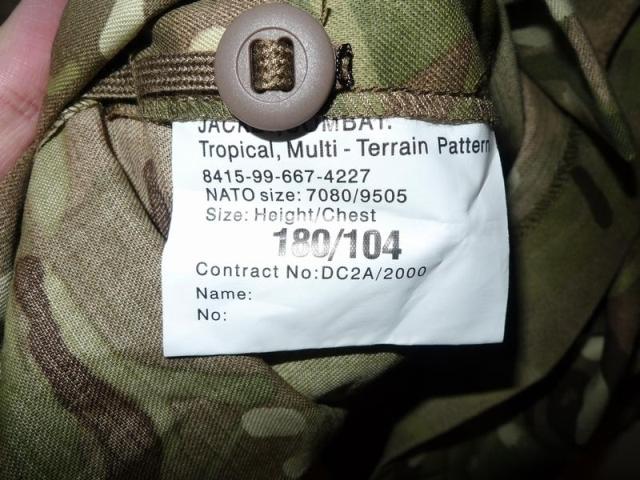 JACKET COMBAT:
Tropical, Multi - Terrain Pattern
8415-99-667-4227
NATO size: 7080/9505
Size: Height/Chest
180/104
Contract No:DC2A/2000
Name:
No: